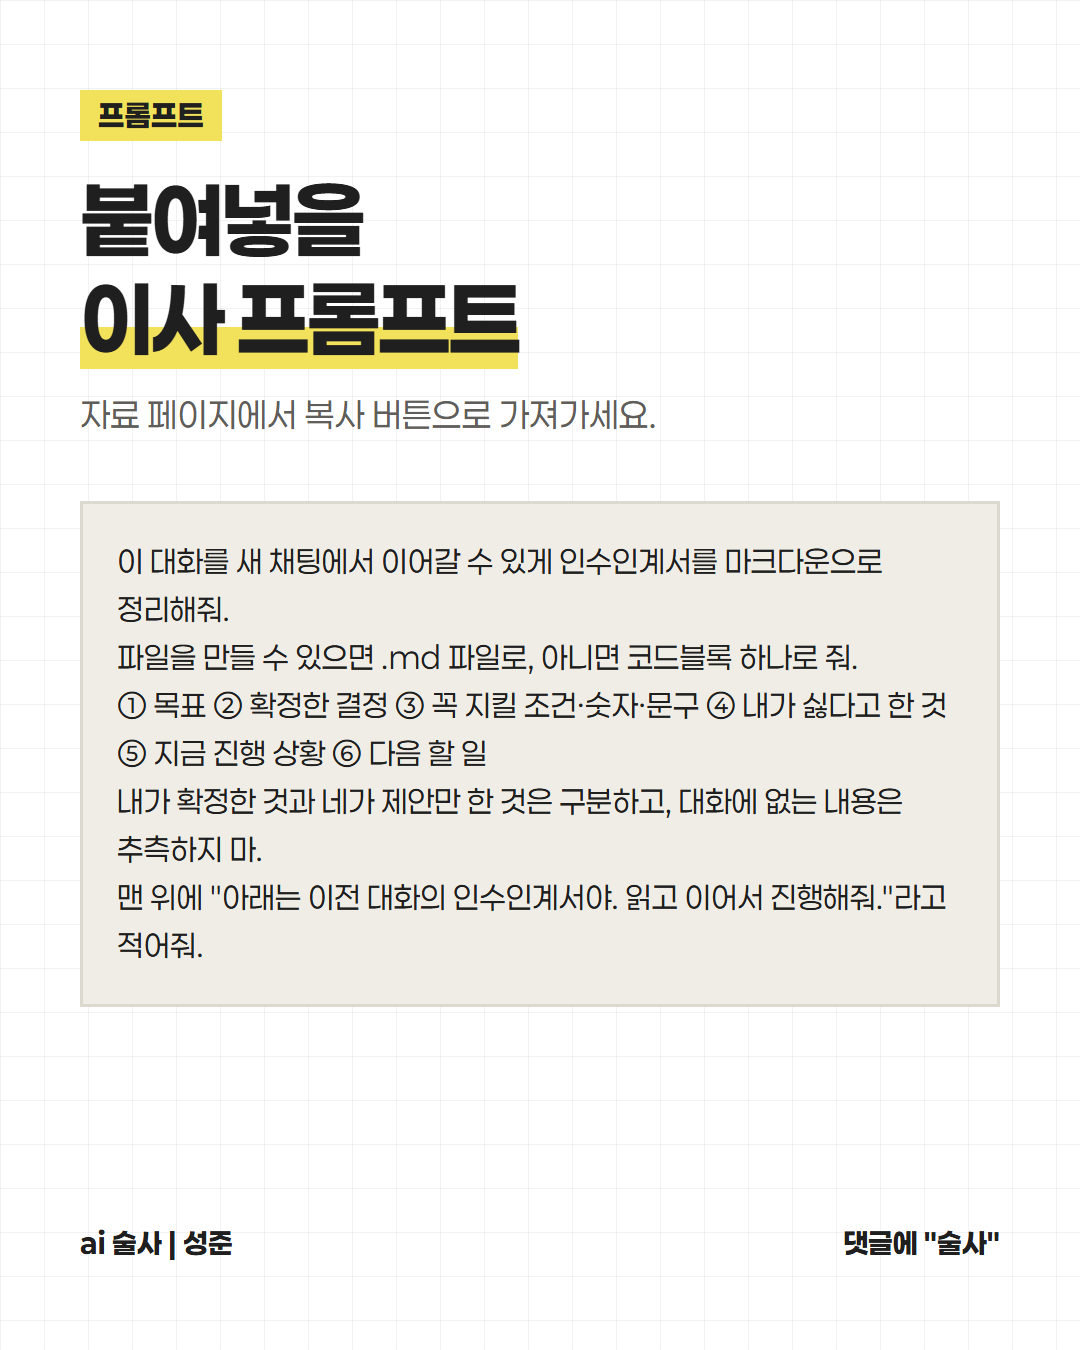 프롬프트
붙여넣을
이사 프롬프트
자료 페이지에서 복사 버튼으로 가져가세요.
이 대화를 새 채팅에서 이어갈 수 있게 인수인계서를 마크다운으로
정리해줘.
파일을 만들 수 있으면 .md 파일로, 아니면 코드블록 하나로 줘.
① 목표 ② 확정한 결정 ③ 꼭 지킬 조건·숫자·문구 ④ 내가 싫다고 한 것
⑤ 지금 진행 상황 ⑥ 다음 할 일
내가 확정한 것과 네가 제안만 한 것은 구분하고, 대화에 없는 내용은
추측하지 마.
맨 위에 "아래는 이전 대화의 인수인계서야. 읽고 이어서 진행해줘."라고
적어줘.
ai 술사 | 성준
댓글에 "술사"